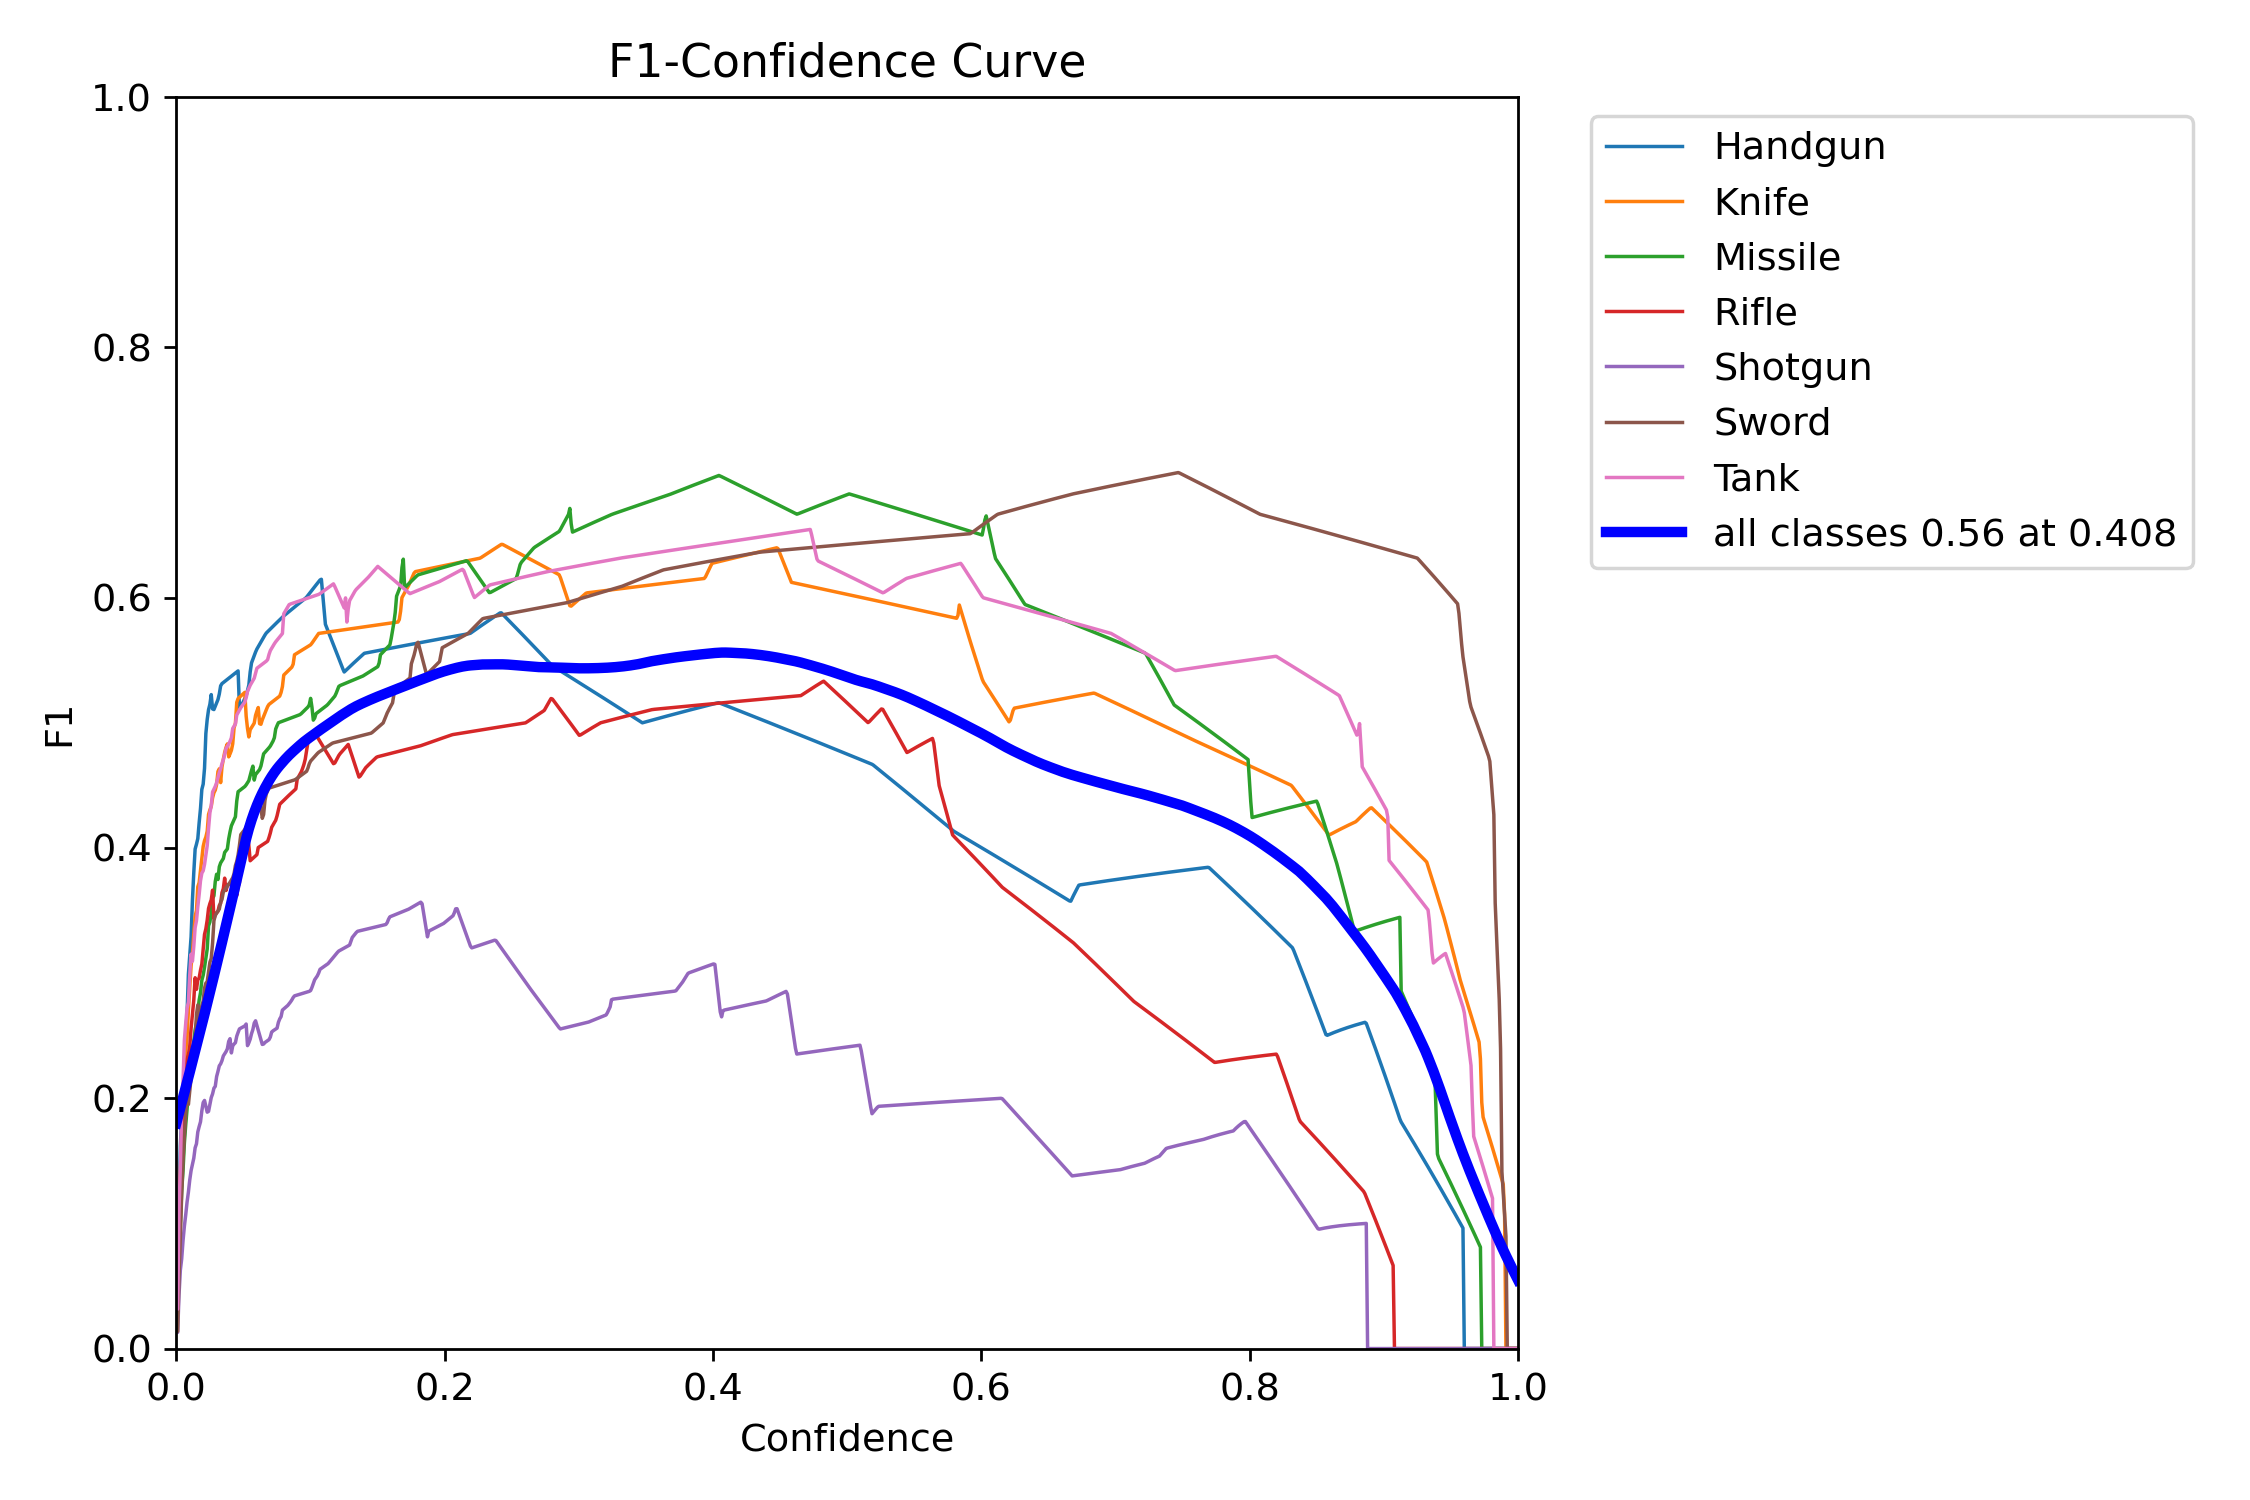 F1-Confidence Curve
1.0
0.8
0.6
0.4
0.2
0.0
F1
0.0 0.2 0.4 0.6 0.8 1.0
Confidence
Handgun
Knife
Missile
Rifle
Shotgun
Sword
Tank
all classes 0.56 at 0.408